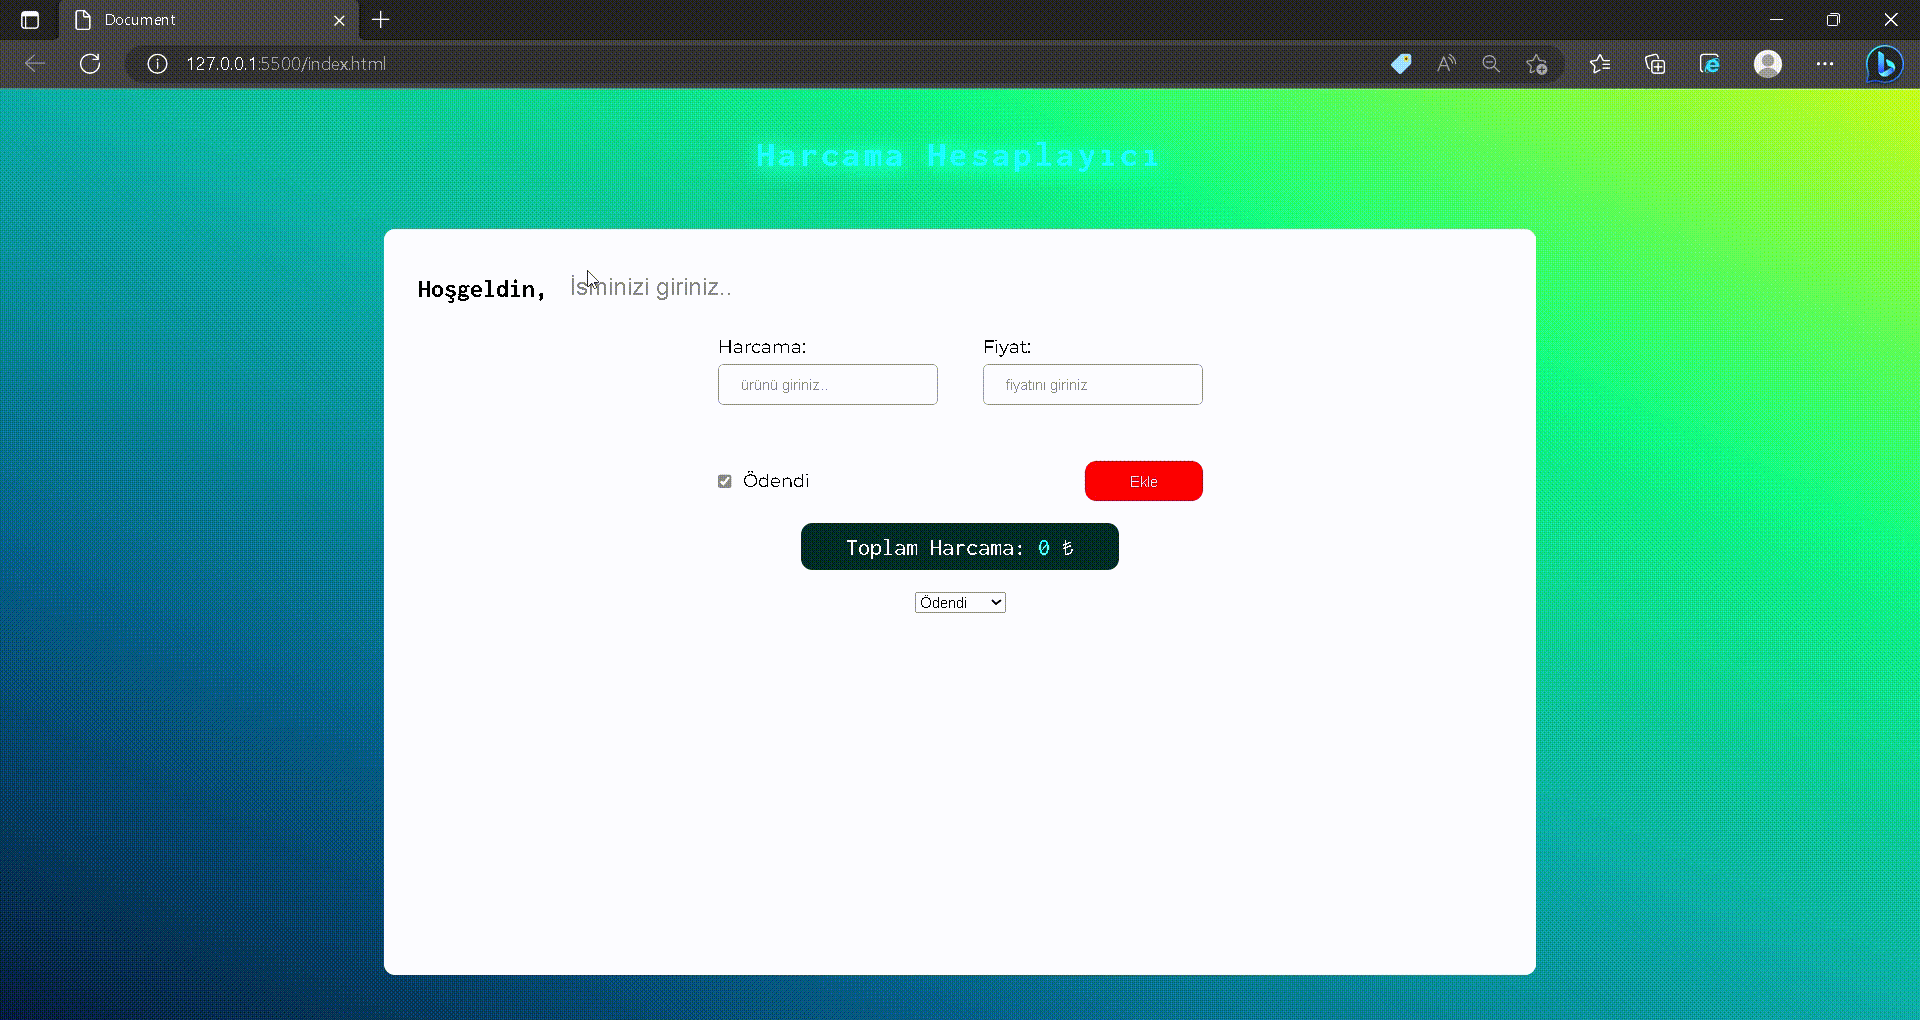 Document
127.0.0.1:5500/index.html
Harcama Hesaplayıcı
Hoşgeldin, İsminizi giriniz..
Harcama: Fiyat:
ürünü giriniz.. fiyatını giriniz
Ödendi Ekle
Toplam Harcama: 0 ₺
Ödendi